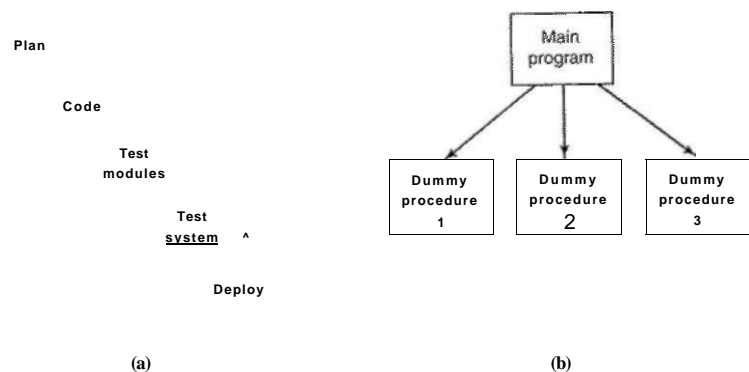 Plan
Code
Test
modules
Test
system ^
Deploy
(a)
Main
program
Dummy
procedure
1
Dummy
procedure
2
Dummy
procedure
3
(b)